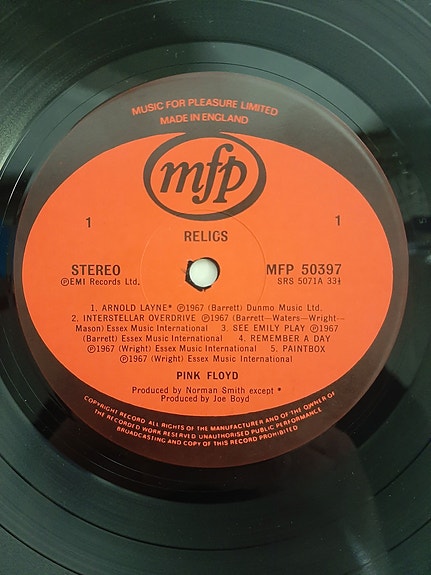 MUSIC FOR PLEASURE LIMITED
MADE IN ENGLAND
mfp
1
1
RELICS
STEREO
MFP 50397
ⓅEMI Records Ltd.
SRS 5071A 33⅓
1. ARNOLD LAYNE* Ⓟ1967 (Barrett) Dunmo Music Ltd.
2. INTERSTELLAR OVERDRIVE Ⓟ1967 (Barrett—Waters—Wright—
Mason) Essex Music International 3. SEE EMILY PLAY Ⓟ1967
(Barrett) Essex Music International 4. REMEMBER A DAY
Ⓟ1967 (Wright) Essex Music International 5. PAINTBOX
Ⓟ1967 (Wright) Essex Music International
PINK FLOYD
Produced by Norman Smith except *
Produced by Joe Boyd
COPYRIGHT RECORD ALL RIGHTS OF THE MANUFACTURER AND OF THE OWNER OF
THE RECORDED WORK RESERVED UNAUTHORISED PUBLIC PERFORMANCE
BROADCASTING AND COPY OF THIS RECORD PROHIBITED